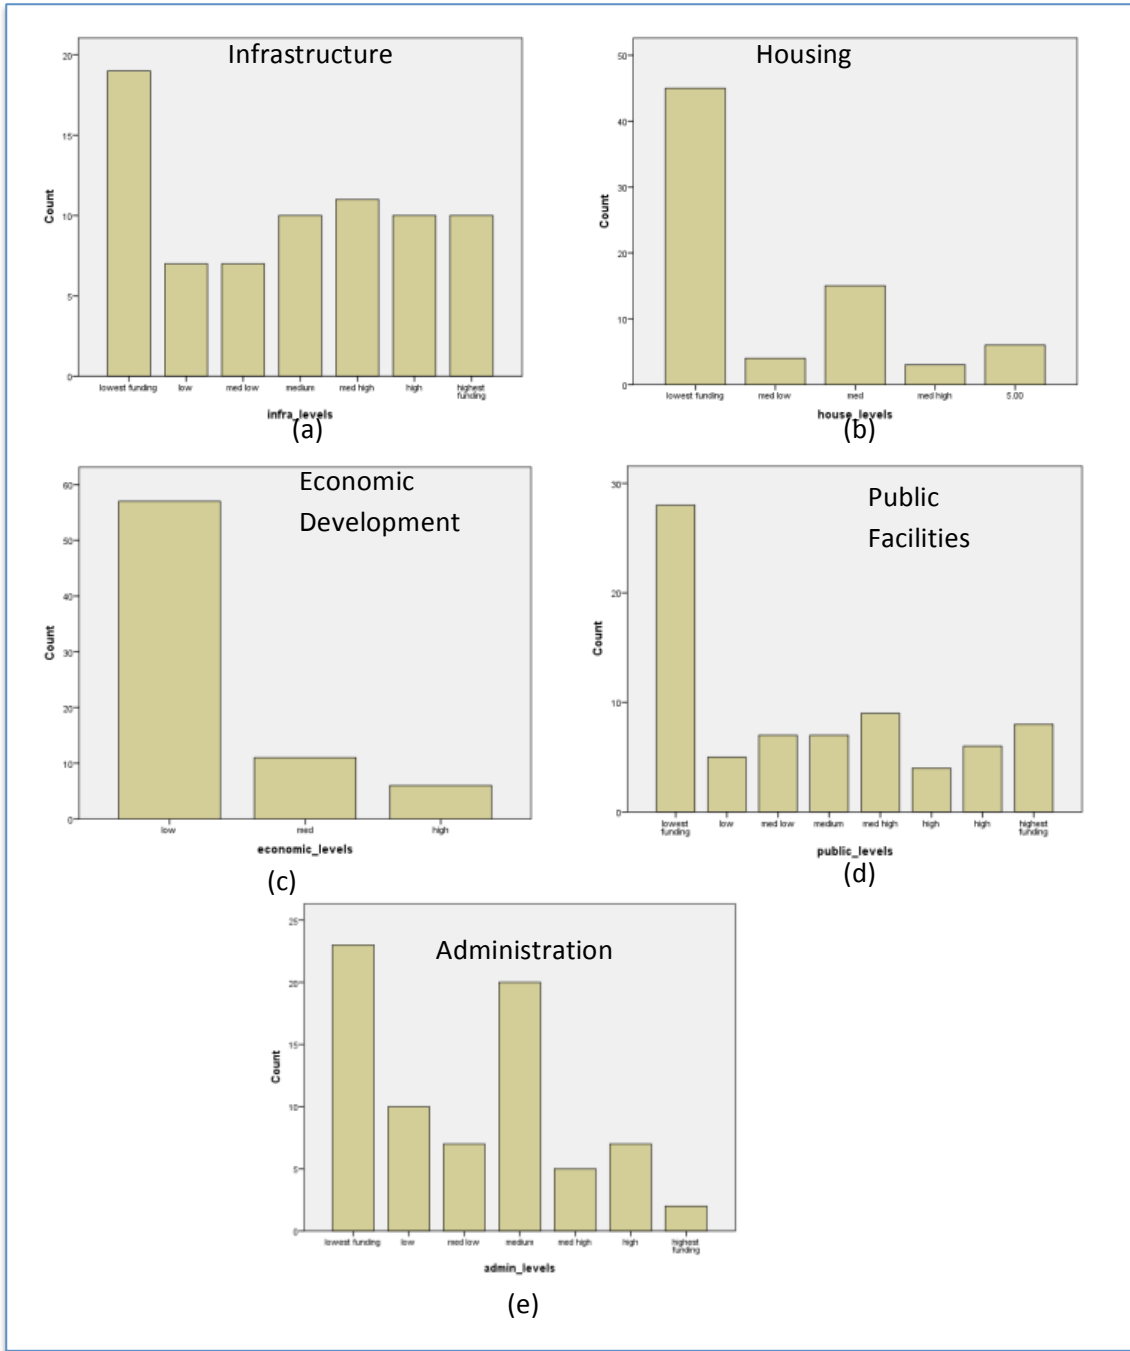 Infrastructure
20
15
10
5
0
Count
lowest funding low med low medium med high high highest funding
infra_levels
(a)
Housing
50
40
30
20
10
0
Count
lowest funding med low med med high 5.00
house_levels
(b)
Economic
Development
60
50
40
30
20
10
0
Count
low med high
economic_levels
(c)
Public
Facilities
30
20
10
0
Count
lowest funding low med low medium med high high high highest funding
public_levels
(d)
Administration
25
20
15
10
5
0
Count
lowest funding low med low medium med high high highest funding
admin_levels
(e)